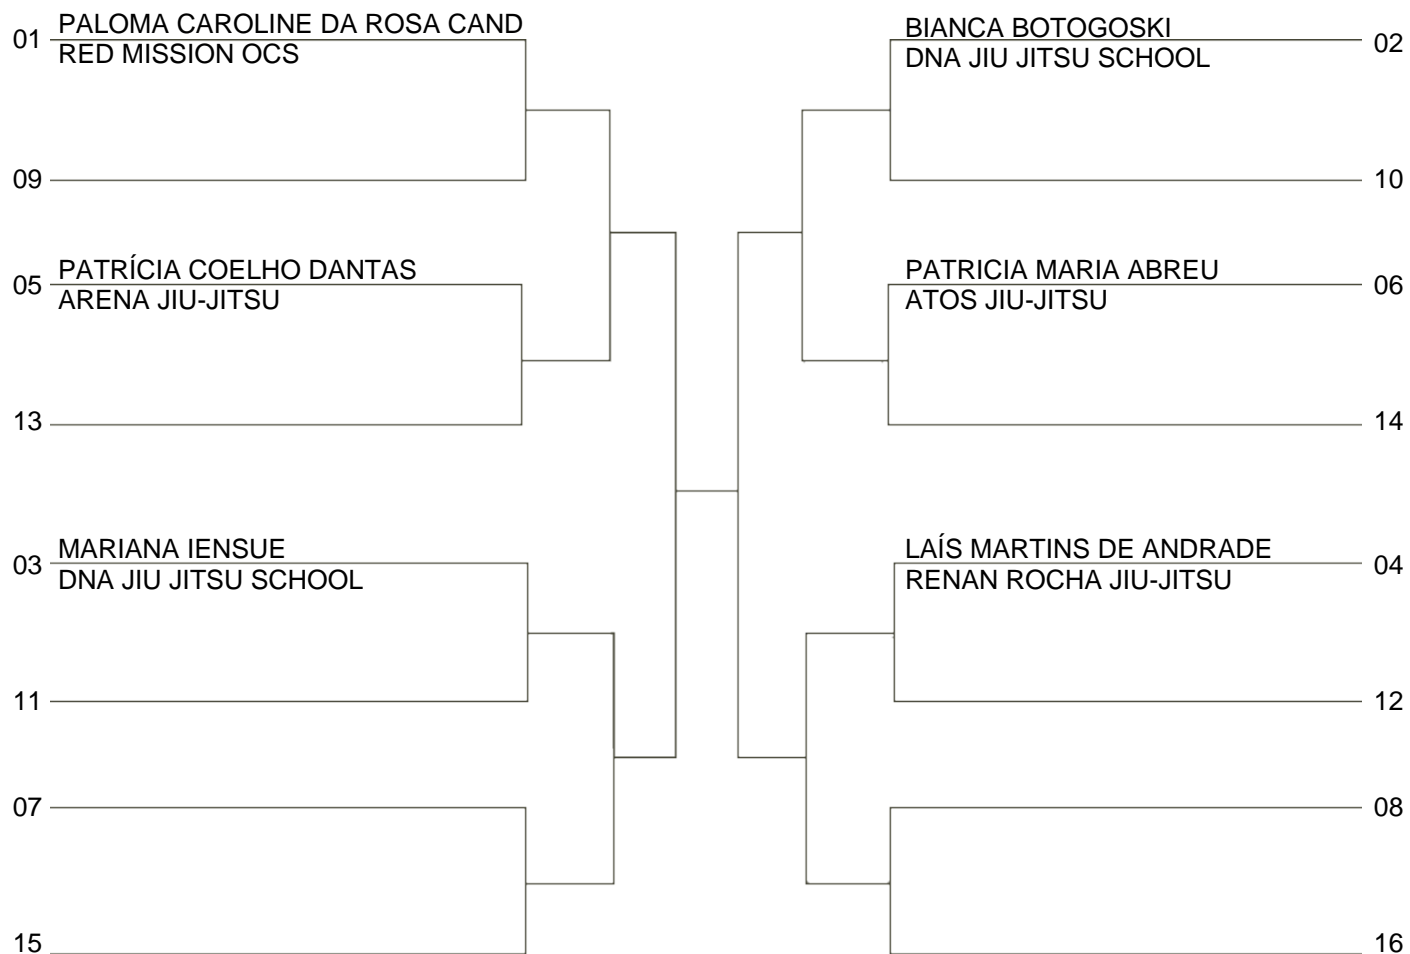 01 PALOMA CAROLINE DA ROSA CAND
RED MISSION OCS
09
05 PATRÍCIA COELHO DANTAS
ARENA JIU-JITSU
13
03 MARIANA IENSUE
DNA JIU JITSU SCHOOL
11
07
15
BIANCA BOTOGOSKI 02
DNA JIU JITSU SCHOOL
10
PATRICIA MARIA ABREU 06
ATOS JIU-JITSU
14
LAÍS MARTINS DE ANDRADE 04
RENAN ROCHA JIU-JITSU
12
08
16